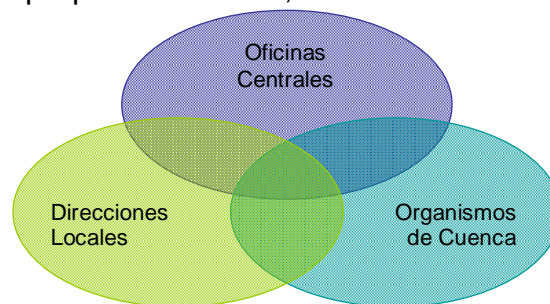 Oficinas
Centrales
Direcciones
Locales
Organismos
de Cuenca